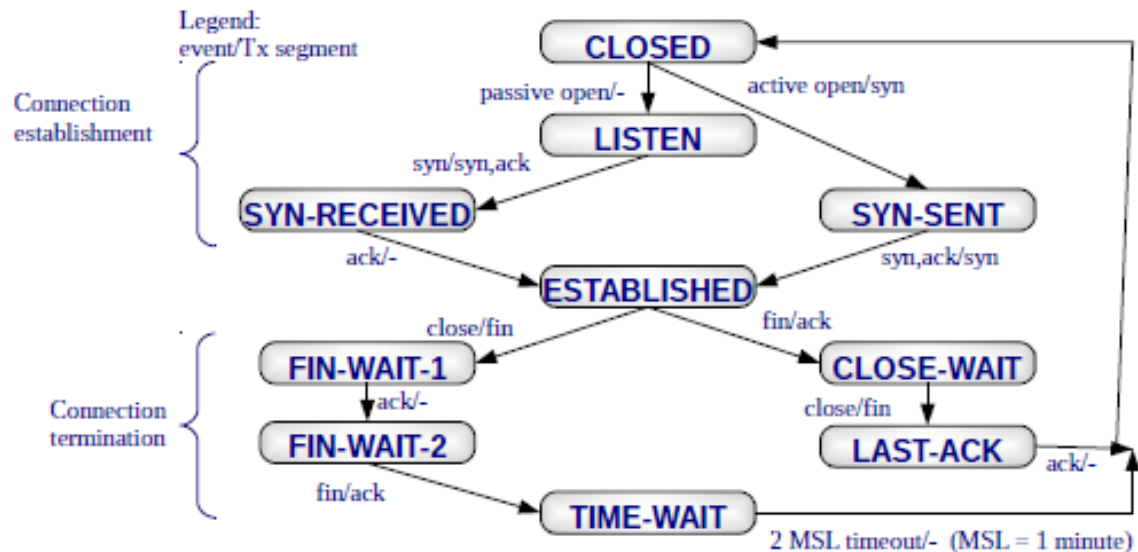 Legend:
event/Tx segment
CLOSED
Connection
establishment
passive open/-
active open/syn
LISTEN
syn/syn,ack
SYN-RECEIVED
SYN-SENT
ack/-
syn,ack/syn
ESTABLISHED
close/fin
fin/ack
FIN-WAIT-1
CLOSE-WAIT
ack/-
close/fin
Connection
termination
FIN-WAIT-2
LAST-ACK
ack/-
fin/ack
TIME-WAIT
2 MSL timeout/- (MSL = 1 minute)